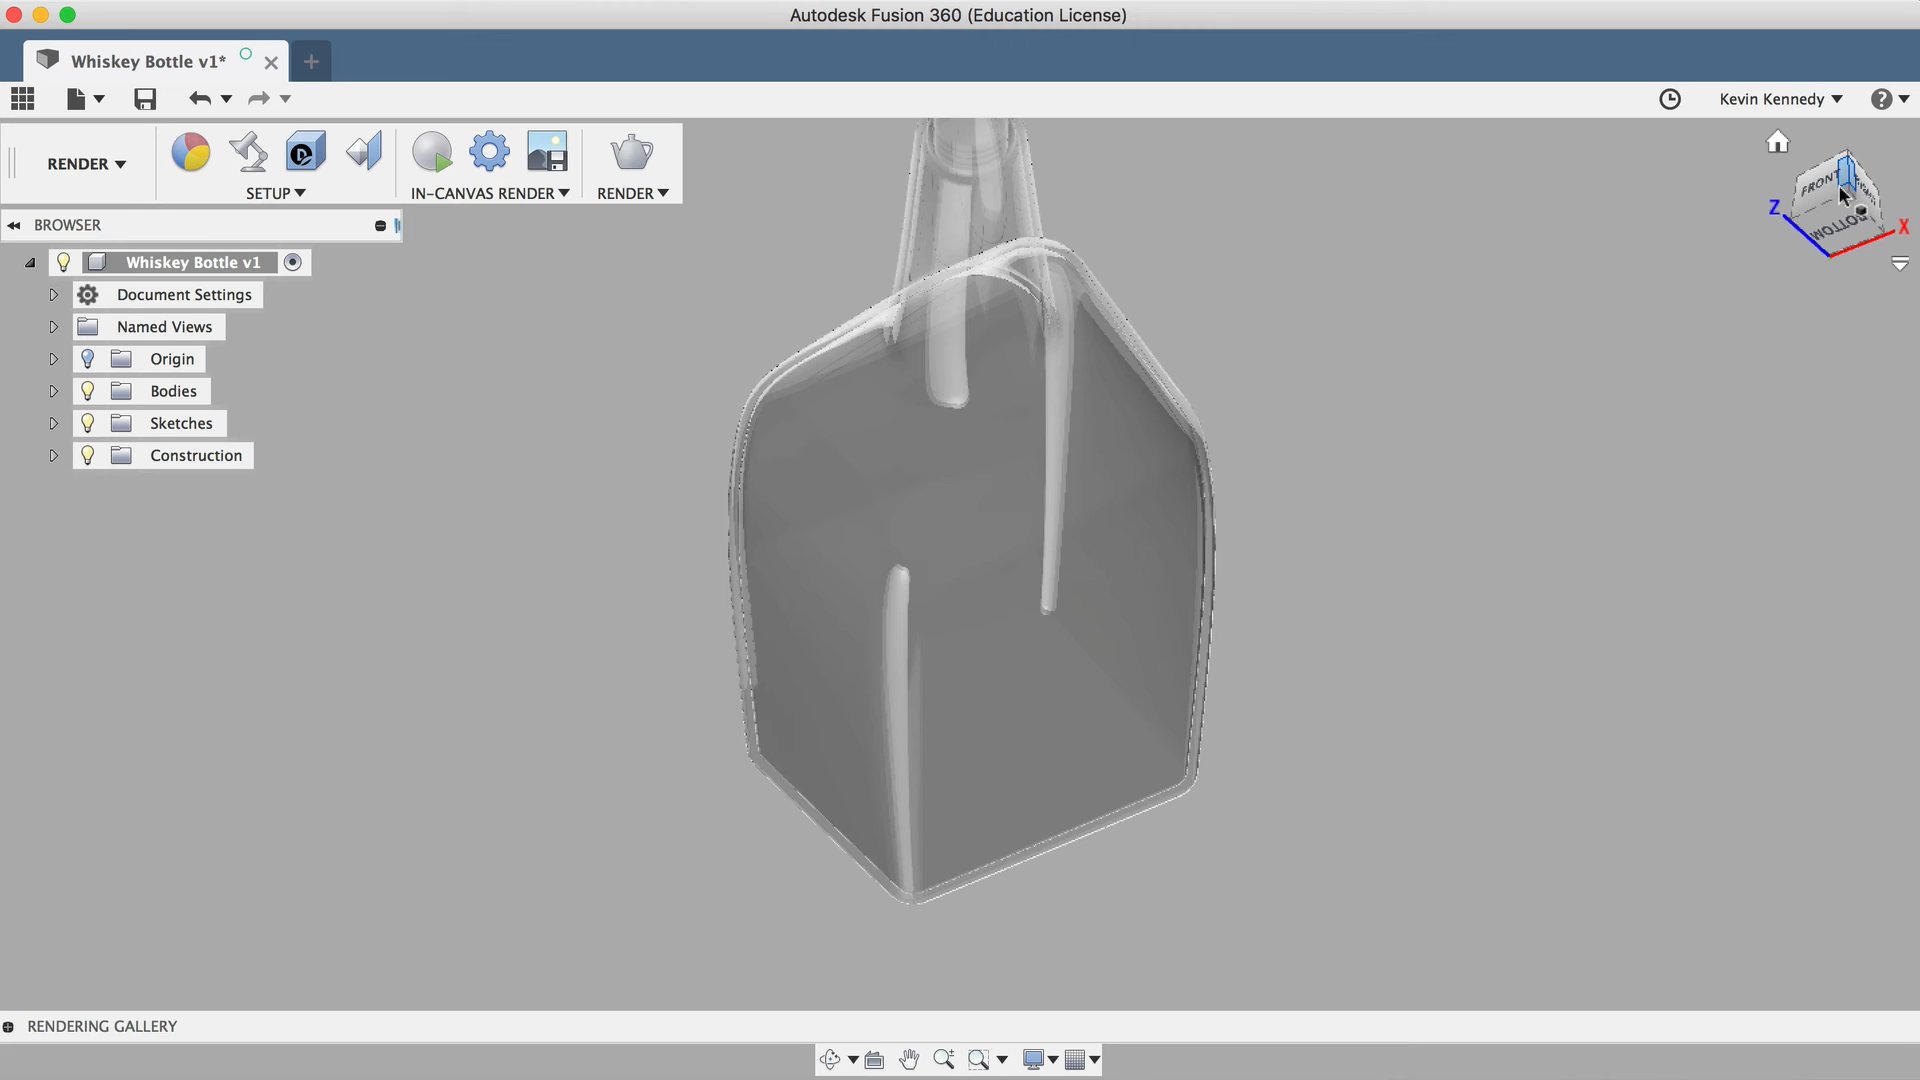 Autodesk Fusion 360 (Education License)
Whiskey Bottle v1*
Kevin Kennedy
RENDER
SETUP
IN-CANVAS RENDER
RENDER
BROWSER
Whiskey Bottle v1
Document Settings
Named Views
Origin
Bodies
Sketches
Construction
FRONT
BOTTOM
Z
X
RENDERING GALLERY